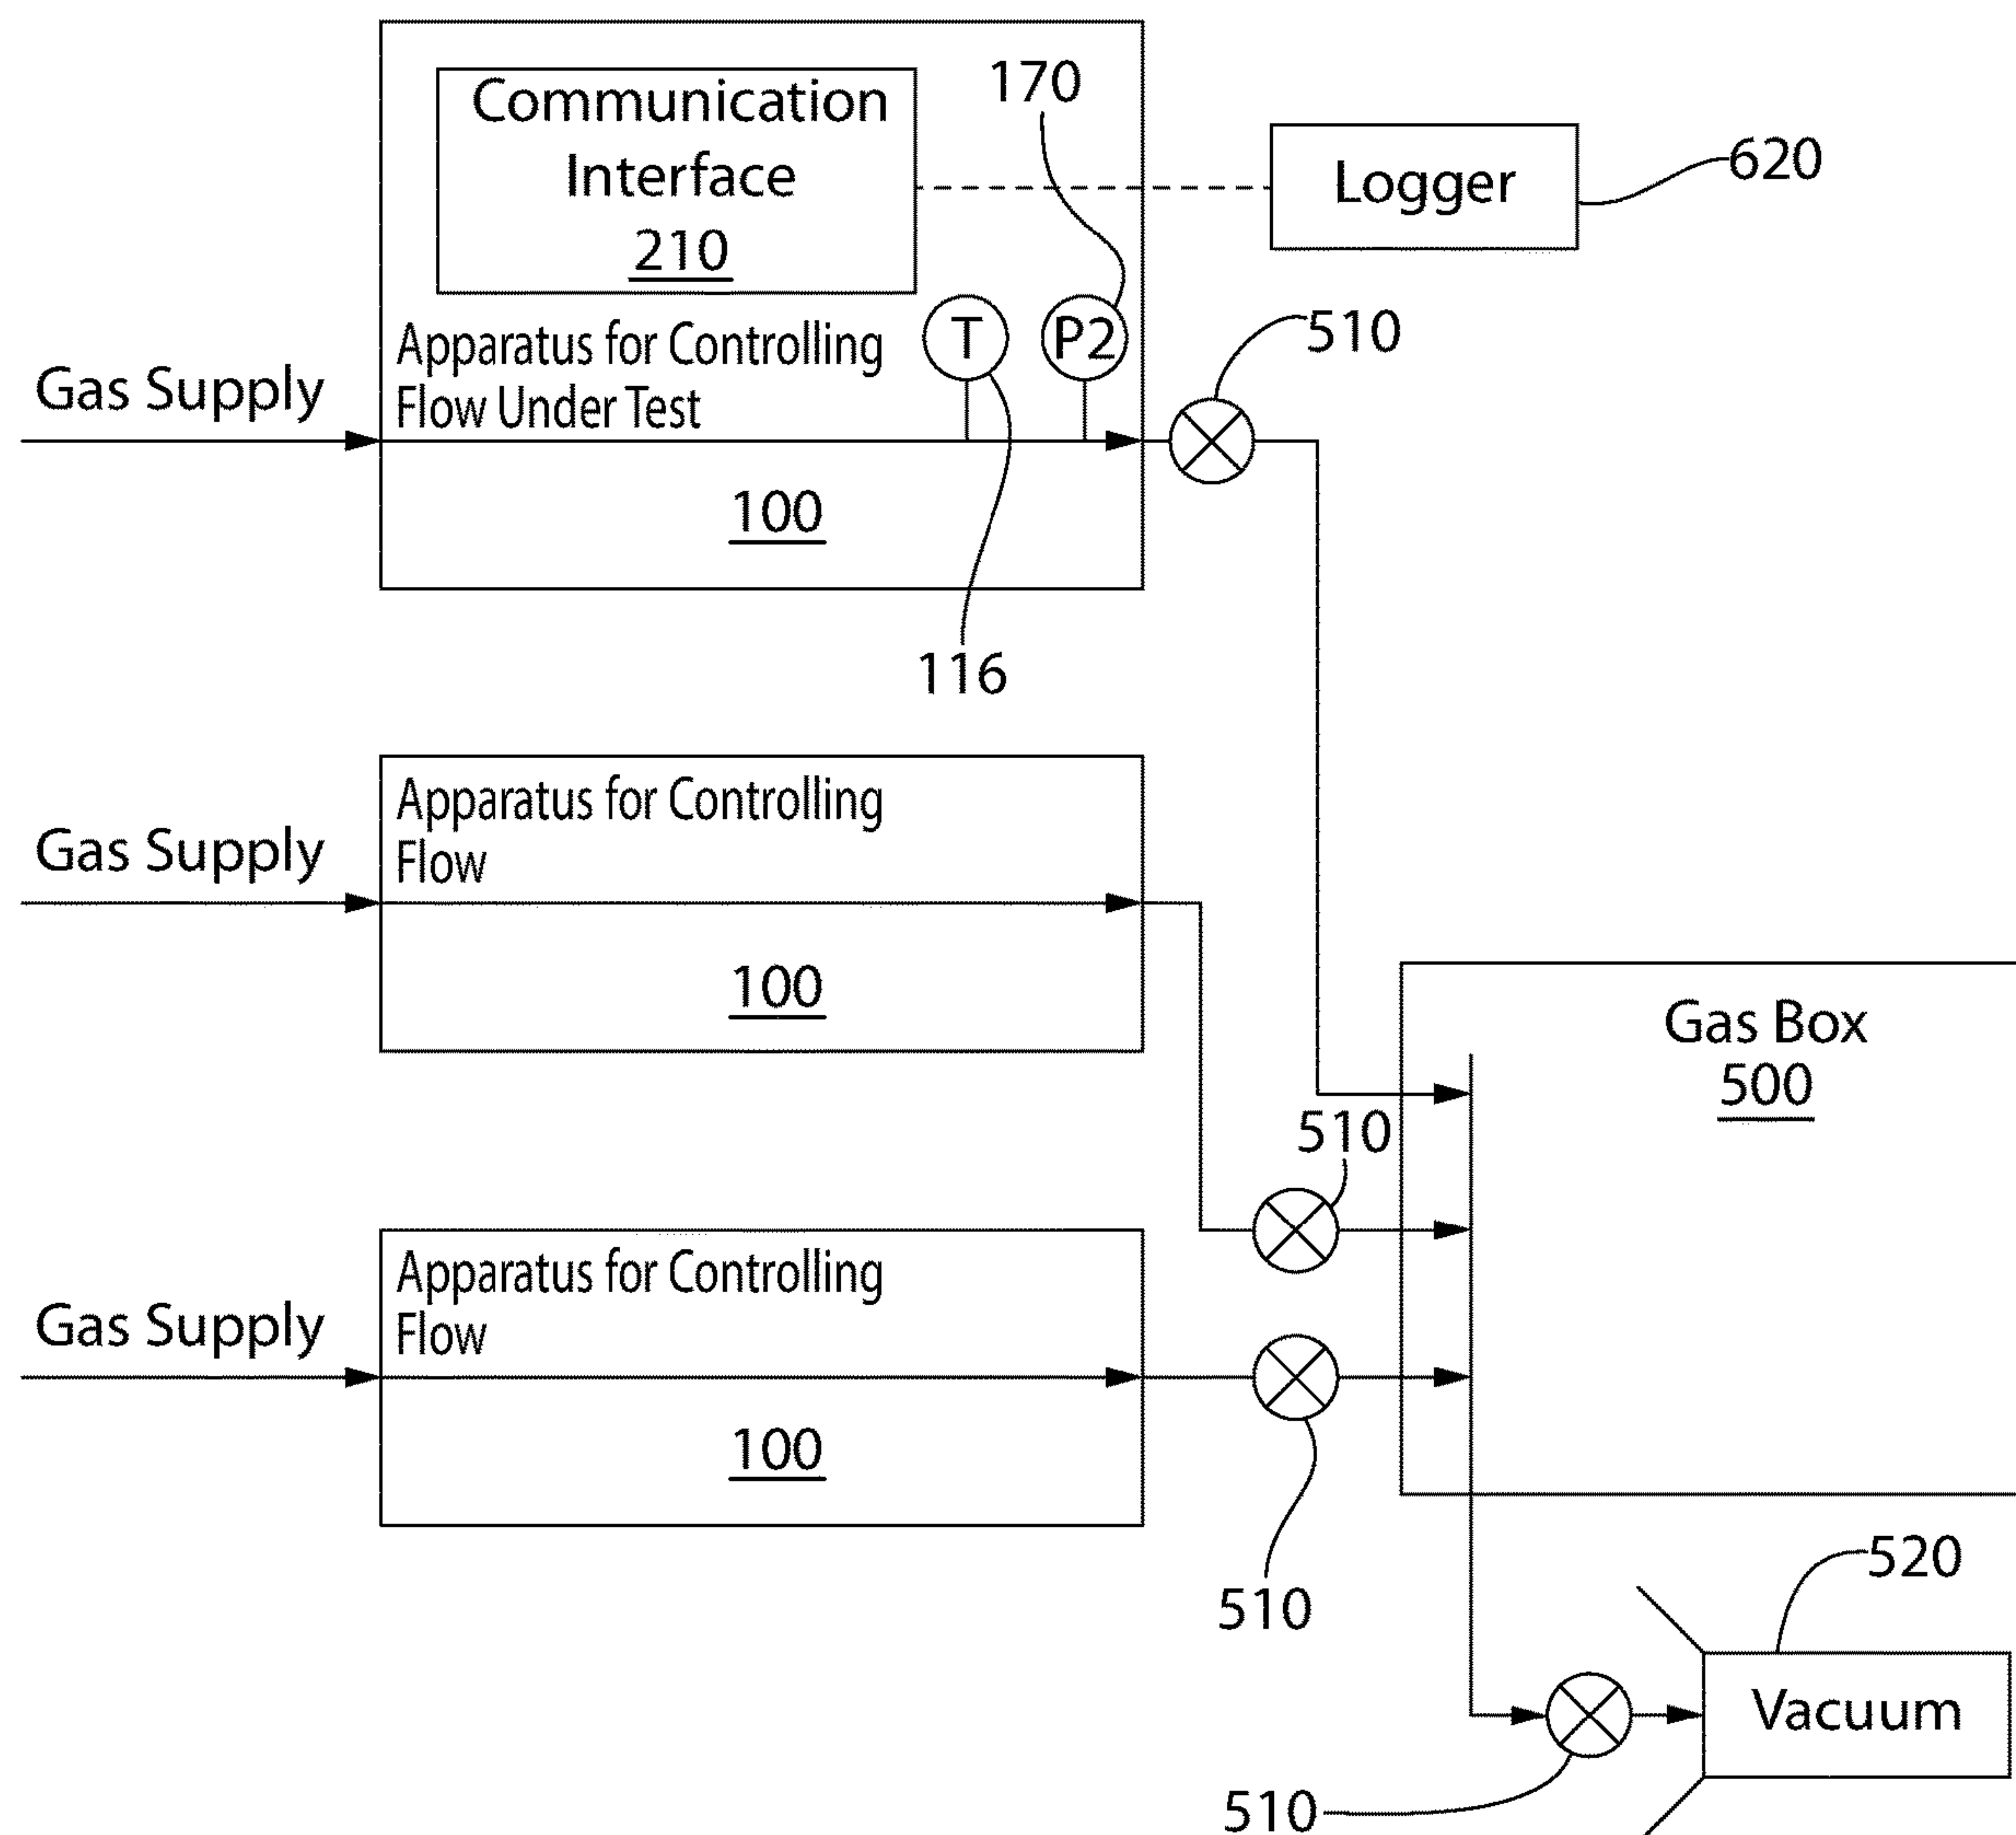 Communication
Interface
210
170
Logger
620
Apparatus for Controlling
Flow Under Test
T
P2
510
Gas Supply
100
116
Apparatus for Controlling
Flow
Gas Supply
100
Gas Box
500
510
Apparatus for Controlling
Flow
Gas Supply
100
510
520
Vacuum
510